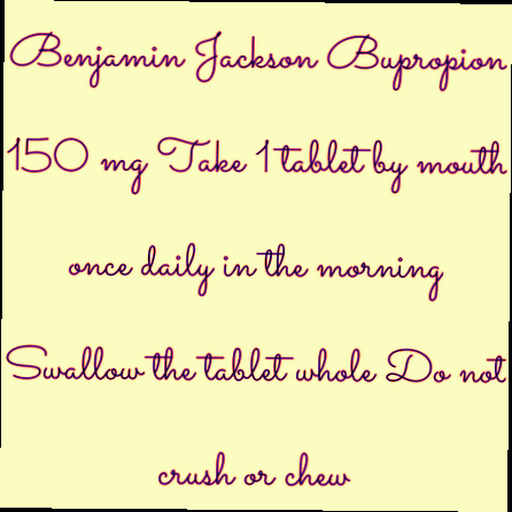 Benjamin Jackson Bupropion
150 mg Take 1 tablet by mouth
once daily in the morning
Swallow the tablet whole Do not
crush or chew